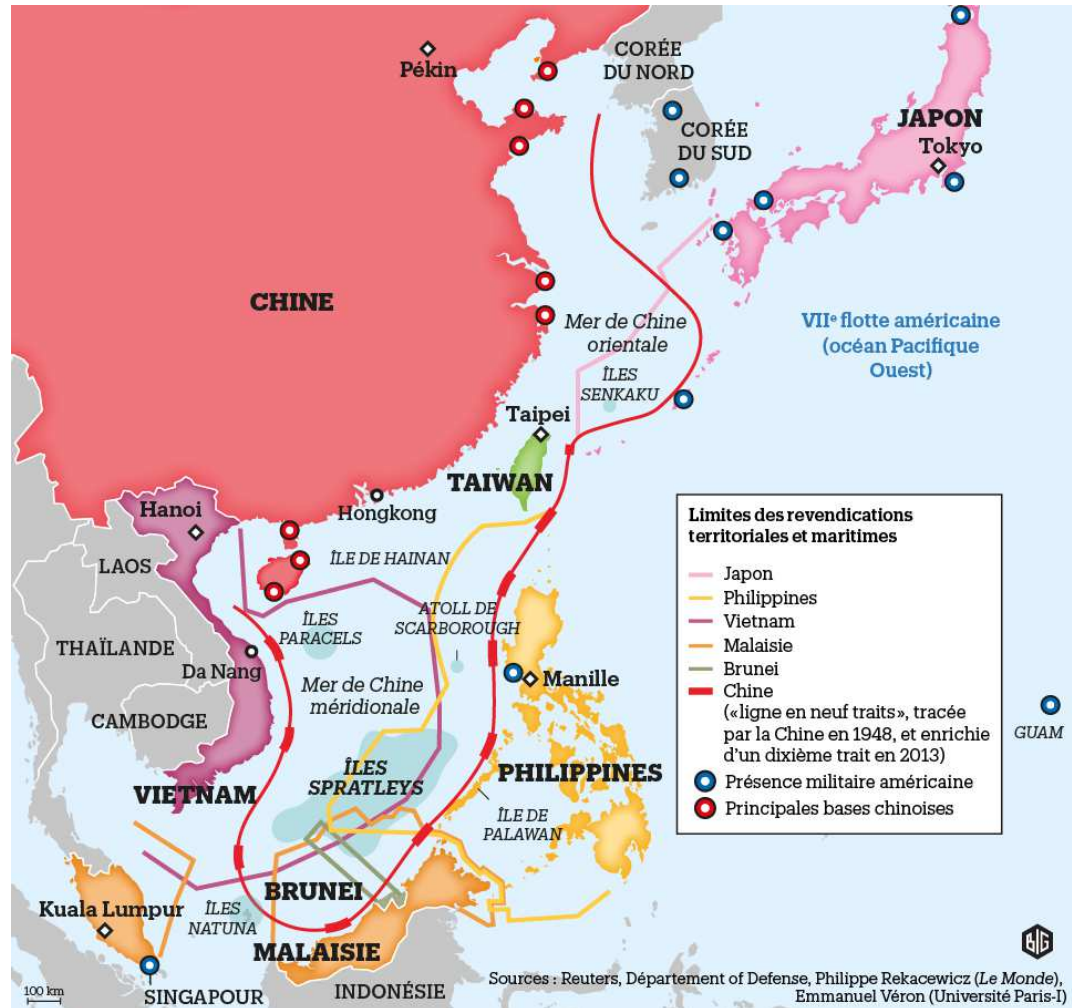 Pékin
CORÉE
DU NORD
CORÉE
DU SUD
JAPON
Tokyo
CHINE
Mer de Chine
orientale
VIIe flotte américaine
(océan Pacifique
Ouest)
ÎLES
SENKAKU
Taipei
TAIWAN
Hanoi
Hongkong
LAOS
ÎLE DE HAINAN
THAÏLANDE
ÎLES
PARACELS
ATOLL DE
SCARBOROUGH
Da Nang
Mer de Chine
méridionale
Manille
CAMBODGE
VIETNAM
ÎLES
SPRATLEYS
PHILIPPINES
ÎLE DE
PALAWAN
GUAM
BRUNEI
Kuala Lumpur
ÎLES
NATUNA
MALAISIE
SINGAPOUR
INDONÉSIE
100 km
Limites des revendications
territoriales et maritimes
Japon
Philippines
Vietnam
Malaisie
Brunei
Chine
(«ligne en neuf traits», tracée
par la Chine en 1948, et enrichie
d'un dixième trait en 2013)
Présence militaire américaine
Principales bases chinoises
BIG
Sources : Reuters, Département of Defense, Philippe Rekacewicz (Le Monde),
Emmanuel Véron (Université Paris-I)